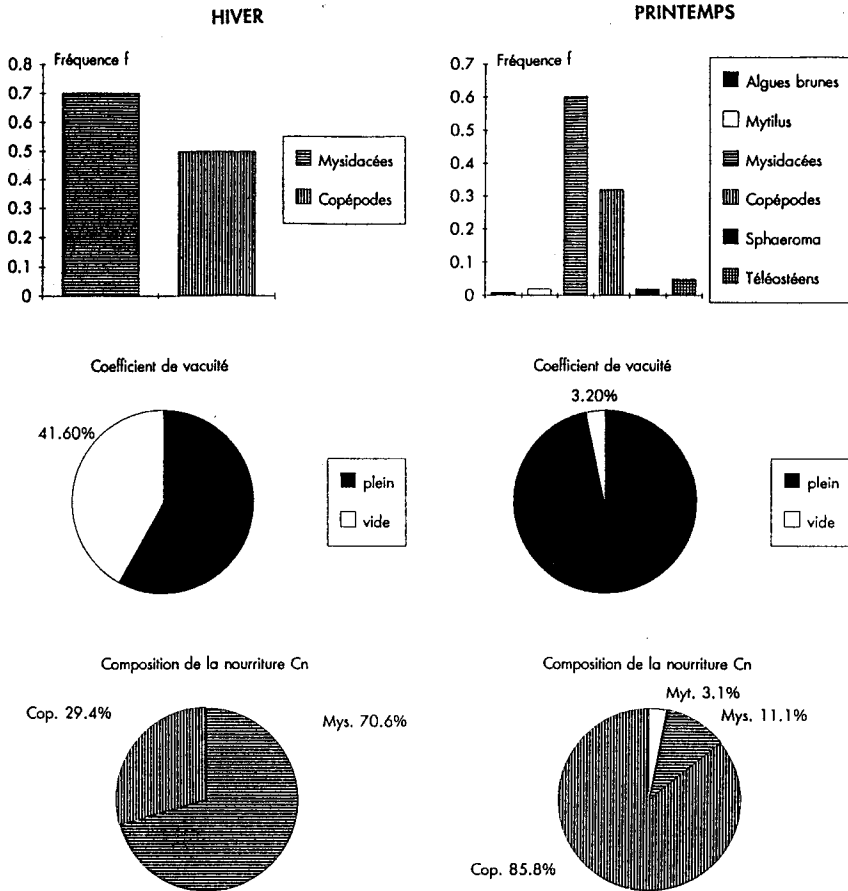 HIVER
PRINTEMPS
Fréquence f
0.8
0.7
0.6
0.5
0.4
0.3
0.2
0.1
0
Mysidacées
Copépodes
Fréquence f
0.7
0.6
0.5
0.4
0.3
0.2
0.1
0
Algues brunes
Mytilus
Mysidacées
Copépodes
Sphaeroma
Téléostéens
Coefficient de vacuité
41.60%
plein
vide
Coefficient de vacuité
3.20%
plein
vide
Composition de la nourriture Cn
Cop. 29.4%
Mys. 70.6%
Composition de la nourriture Cn
Myt. 3.1%
Mys. 11.1%
Cop. 85.8%